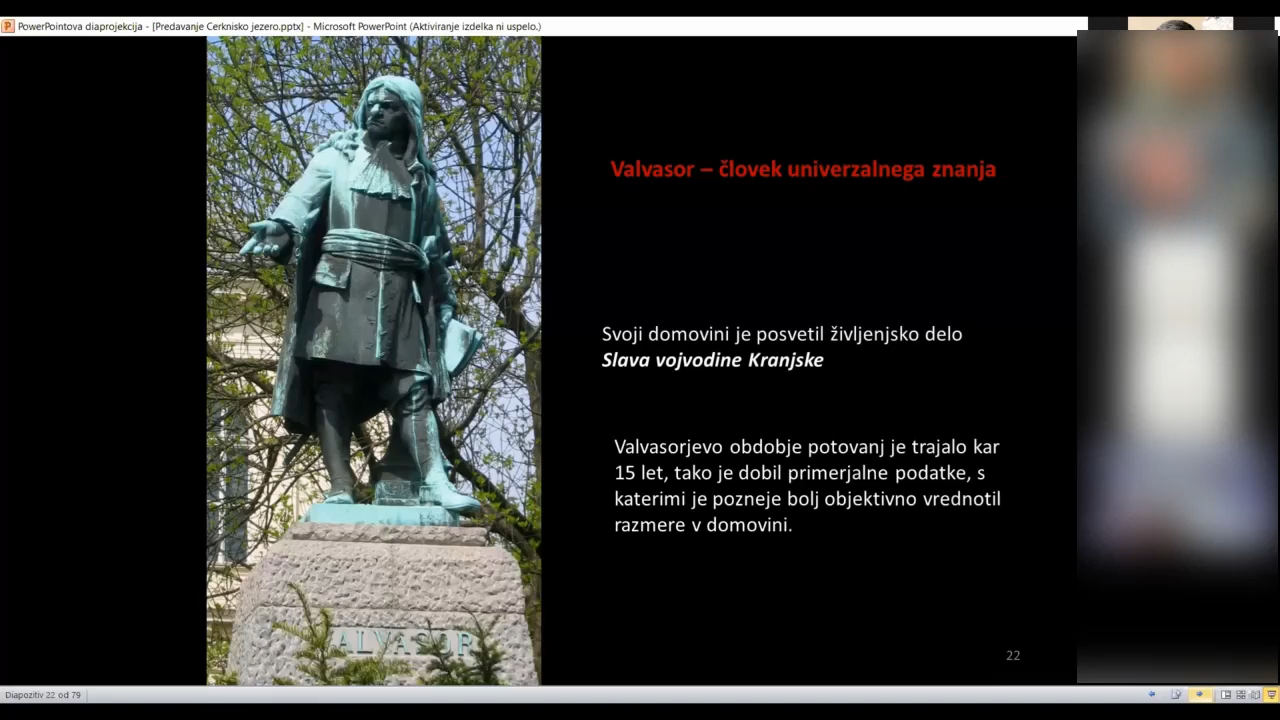 PowerPointova diaprojekcija - [Predavanje Cerknisko jezero.pptx] - Microsoft PowerPoint (Aktiviranje izdelka ni uspelo.)
Valvasor – človek univerzalnega znanja
Svoji domovini je posvetil življenjsko delo
Slava vojvodine Kranjske
Valvasorjevo obdobje potovanj je trajalo kar
15 let, tako je dobil primerjalne podatke, s
katerimi je pozneje bolj objektivno vrednotil
razmere v domovini.
VALVASOR
22
Diapozitiv 22 od 79